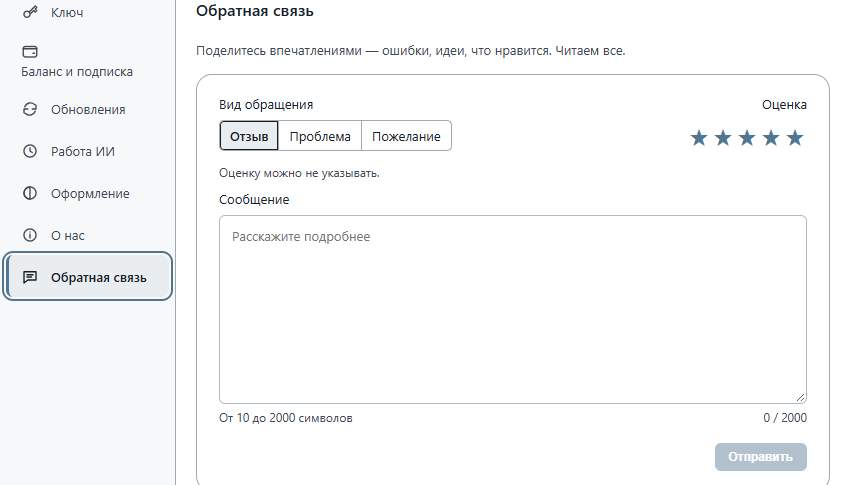 Ключ
Баланс и подписка
Обновления
Работа ИИ
Оформление
О нас
Обратная связь
Обратная связь
Поделитесь впечатлениями — ошибки, идеи, что нравится. Читаем все.
Вид обращения
Оценка
Отзыв Проблема Пожелание
Оценку можно не указывать.
Сообщение
Расскажите подробнее
От 10 до 2000 символов
0 / 2000
Отправить